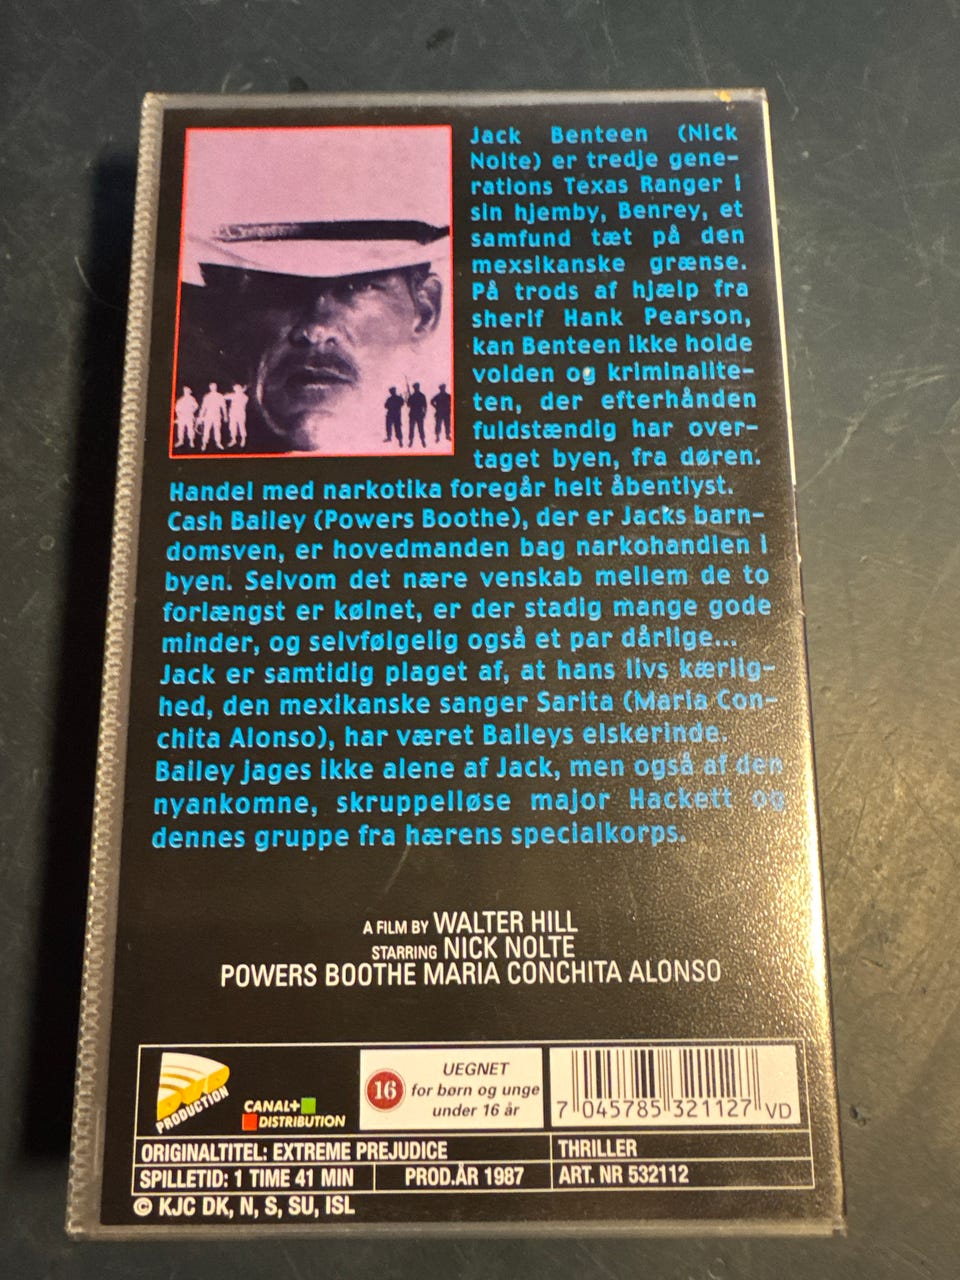 Jack Benteen (Nick
Nolte) er tredje gene-
rations Texas Ranger i
sin hjemby, Benrey, et
samfund tæt på den
mexsikanske grænse.
På trods af hjælp fra
sherif Hank Pearson,
kan Benteen ikke holde
volden og kriminalite-
ten, der efterhånden
fuldstændig har over-
taget byen, fra døren.
Handel med narkotika foregår helt åbentlyst.
Cash Bailey (Powers Boothe), der er Jacks barn-
domsven, er hovedmanden bag narkohandlen i
byen. Selvom det nære venskab mellem de to
forlængst er kølnet, er der stadig mange gode
minder, og selvfølgelig også et par dårlige...
Jack er samtidig plaget af, at hans livs kærlig-
hed, den mexikanske sanger Sarita (Maria Con-
chita Alonso), har været Baileys elskerinde.
Bailey jages ikke alene af Jack, men også af den
nyankomne, skruppelløse major Hackett og
dennes gruppe fra hærens specialkorps.
A FILM BY WALTER HILL
STARRING NICK NOLTE
POWERS BOOTHE MARIA CONCHITA ALONSO
PRODUCTION
CANAL+
DISTRIBUTION
16
UEGNET
for børn og unge
under 16 år
7 045785 321127 VD
ORIGINALTITEL: EXTREME PREJUDICE
THRILLER
SPILLETID: 1 TIME 41 MIN
PROD.ÅR 1987
ART. NR 532112
© KJC DK, N, S, SU, ISL